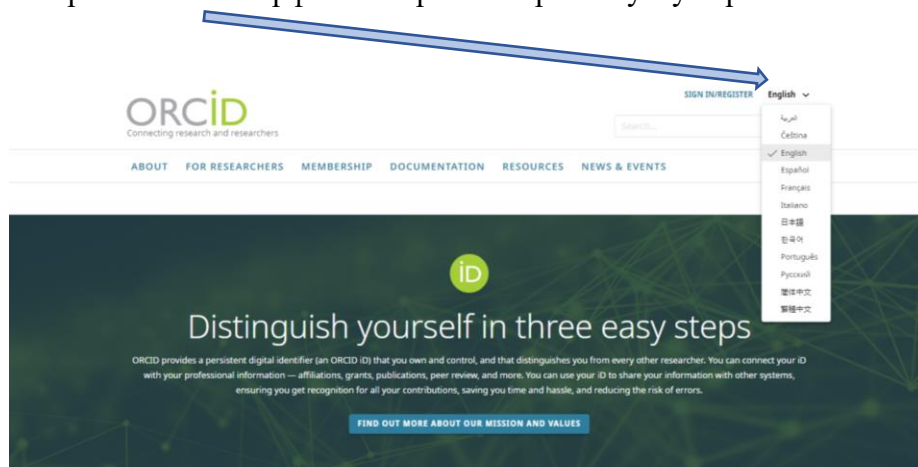 SIGN IN/REGISTER English
ORCiD
Connecting research and researchers
Search...
ABOUT FOR RESEARCHERS MEMBERSHIP DOCUMENTATION RESOURCES NEWS & EVENTS
العربية
Čeština
✓ English
Español
Français
Italiano
日本語
한국어
Português
Русский
简体中文
繁體中文
iD
Distinguish yourself in three easy steps
ORCID provides a persistent digital identifier (an ORCID iD) that you own and control, and that distinguishes you from every other researcher. You can connect your iD
with your professional information — affiliations, grants, publications, peer review, and more. You can use your iD to share your information with other systems,
ensuring you get recognition for all your contributions, saving you time and hassle, and reducing the risk of errors.
FIND OUT MORE ABOUT OUR MISSION AND VALUES